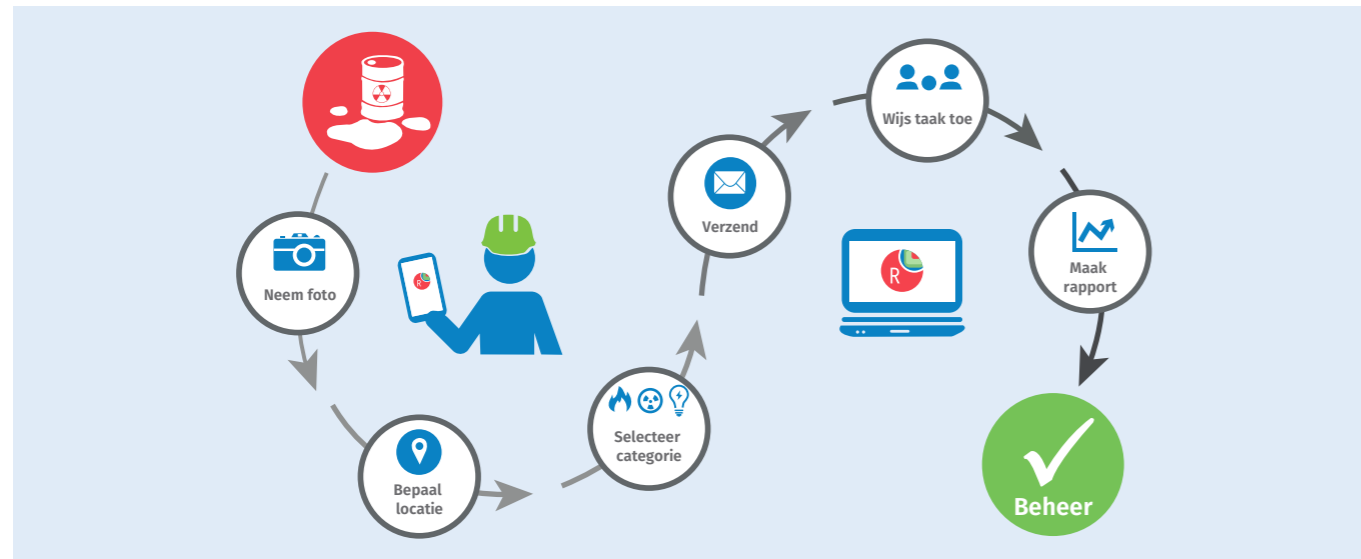 Neem foto
Bepaal
locatie
Selecteer
categorie
Verzend
Wijs taak toe
Maak
rapport
Beheer
R
R